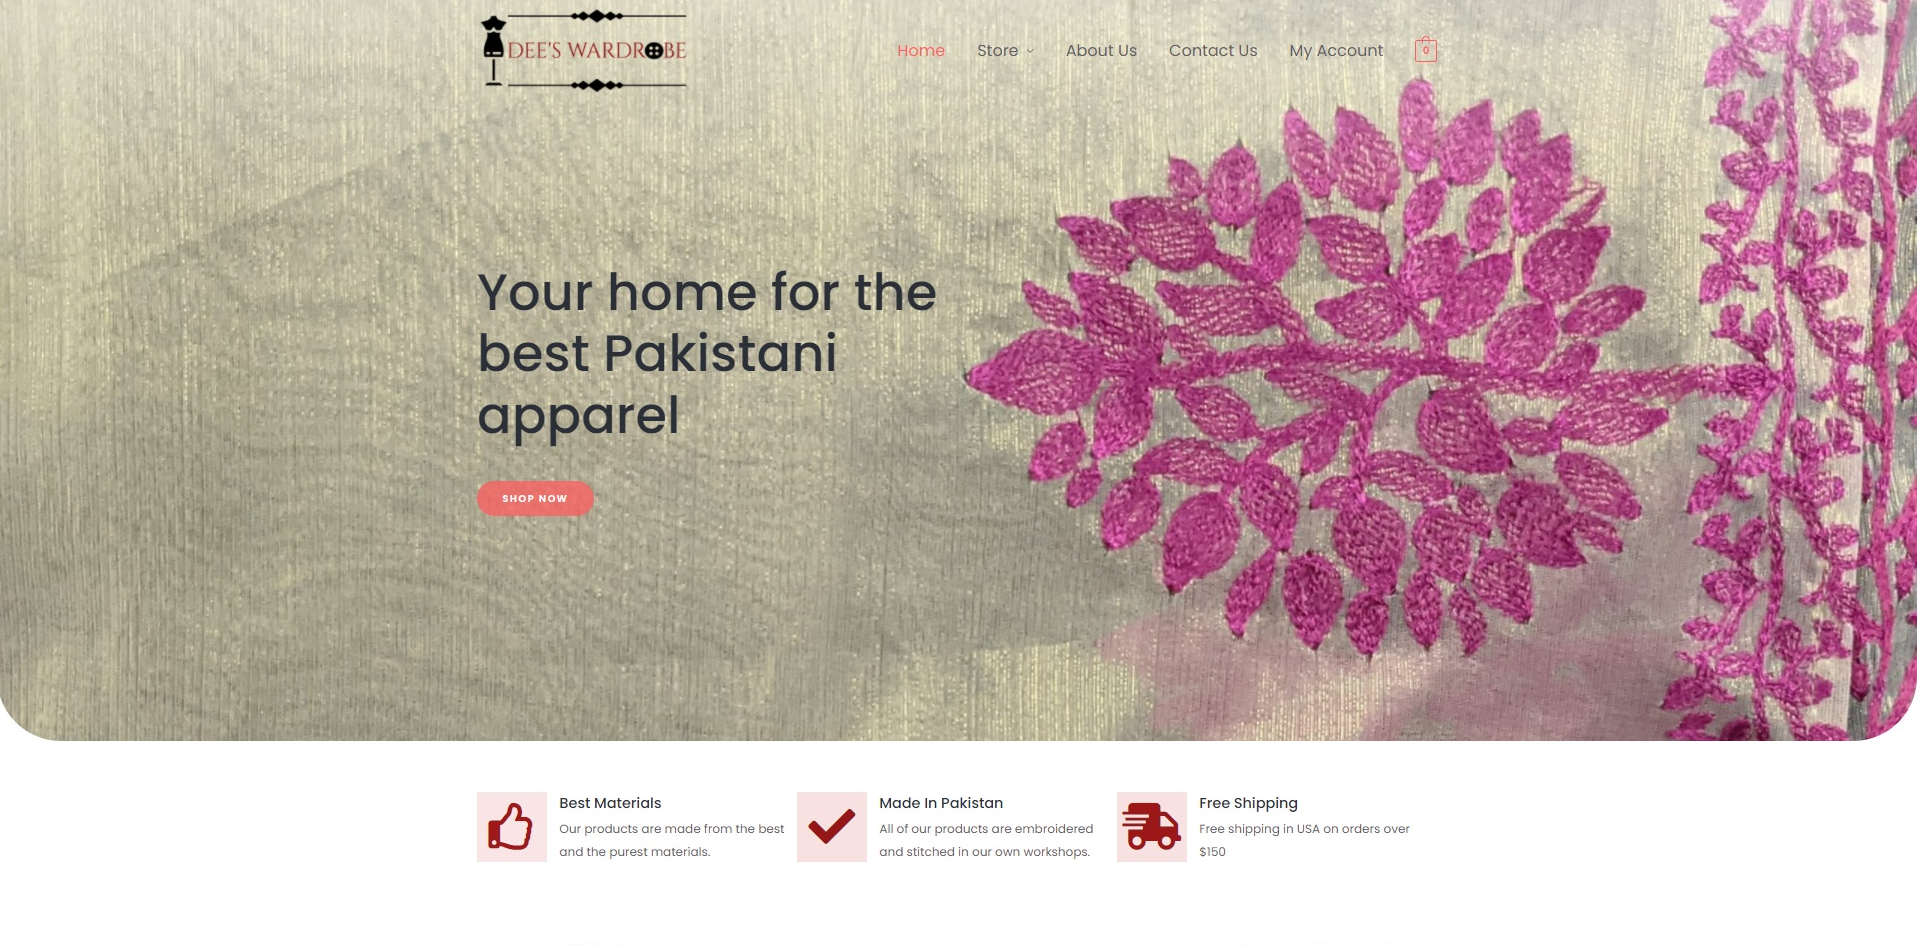 DEE'S WARDROBE
Home Store About Us Contact Us My Account 0
Your home for the
best Pakistani
apparel
SHOP NOW
Best Materials
Our products are made from the best
and the purest materials.
Made In Pakistan
All of our products are embroidered
and stitched in our own workshops.
Free Shipping
Free shipping in USA on orders over
$150